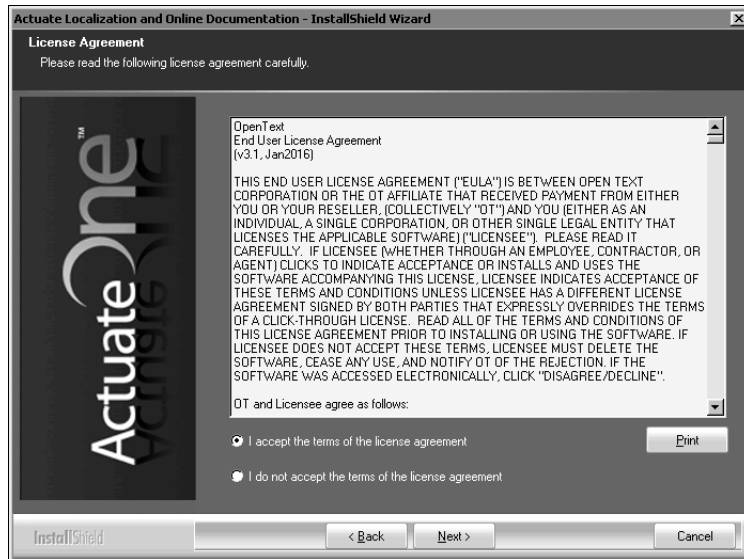 Actuate Localization and Online Documentation - InstallShield Wizard
License Agreement
Please read the following license agreement carefully.
ActuateOne™
OpenText
End User License Agreement
(v3.1, Jan2016)
THIS END USER LICENSE AGREEMENT ("EULA") IS BETWEEN OPEN TEXT
CORPORATION OR THE OT AFFILIATE THAT RECEIVED PAYMENT FROM EITHER
YOU OR YOUR RESELLER, (COLLECTIVELY "OT") AND YOU (EITHER AS AN
INDIVIDUAL, A SINGLE CORPORATION, OR OTHER SINGLE LEGAL ENTITY THAT
LICENSES THE APPLICABLE SOFTWARE) ("LICENSEE").  PLEASE READ IT
CAREFULLY.  IF LICENSEE (WHETHER THROUGH AN EMPLOYEE, CONTRACTOR, OR
AGENT) CLICKS TO INDICATE ACCEPTANCE OR INSTALLS AND USES THE
SOFTWARE ACCOMPANYING THIS LICENSE, LICENSEE INDICATES ACCEPTANCE OF
THESE TERMS AND CONDITIONS UNLESS LICENSEE HAS A DIFFERENT LICENSE
AGREEMENT SIGNED BY BOTH PARTIES THAT EXPRESSLY OVERRIDES THE TERMS
OF A CLICK-THROUGH LICENSE.  READ ALL OF THE TERMS AND CONDITIONS OF
THIS LICENSE AGREEMENT PRIOR TO INSTALLING OR USING THE SOFTWARE. IF
LICENSEE DOES NOT ACCEPT THESE TERMS, LICENSEE MUST DELETE THE
SOFTWARE, CEASE ANY USE, AND NOTIFY OT OF THE REJECTION. IF THE
SOFTWARE WAS ACCESSED ELECTRONICALLY, CLICK "DISAGREE/DECLINE".
OT and Licensee agree as follows:
I accept the terms of the license agreement
Print
I do not accept the terms of the license agreement
InstallShield
< Back
Next >
Cancel